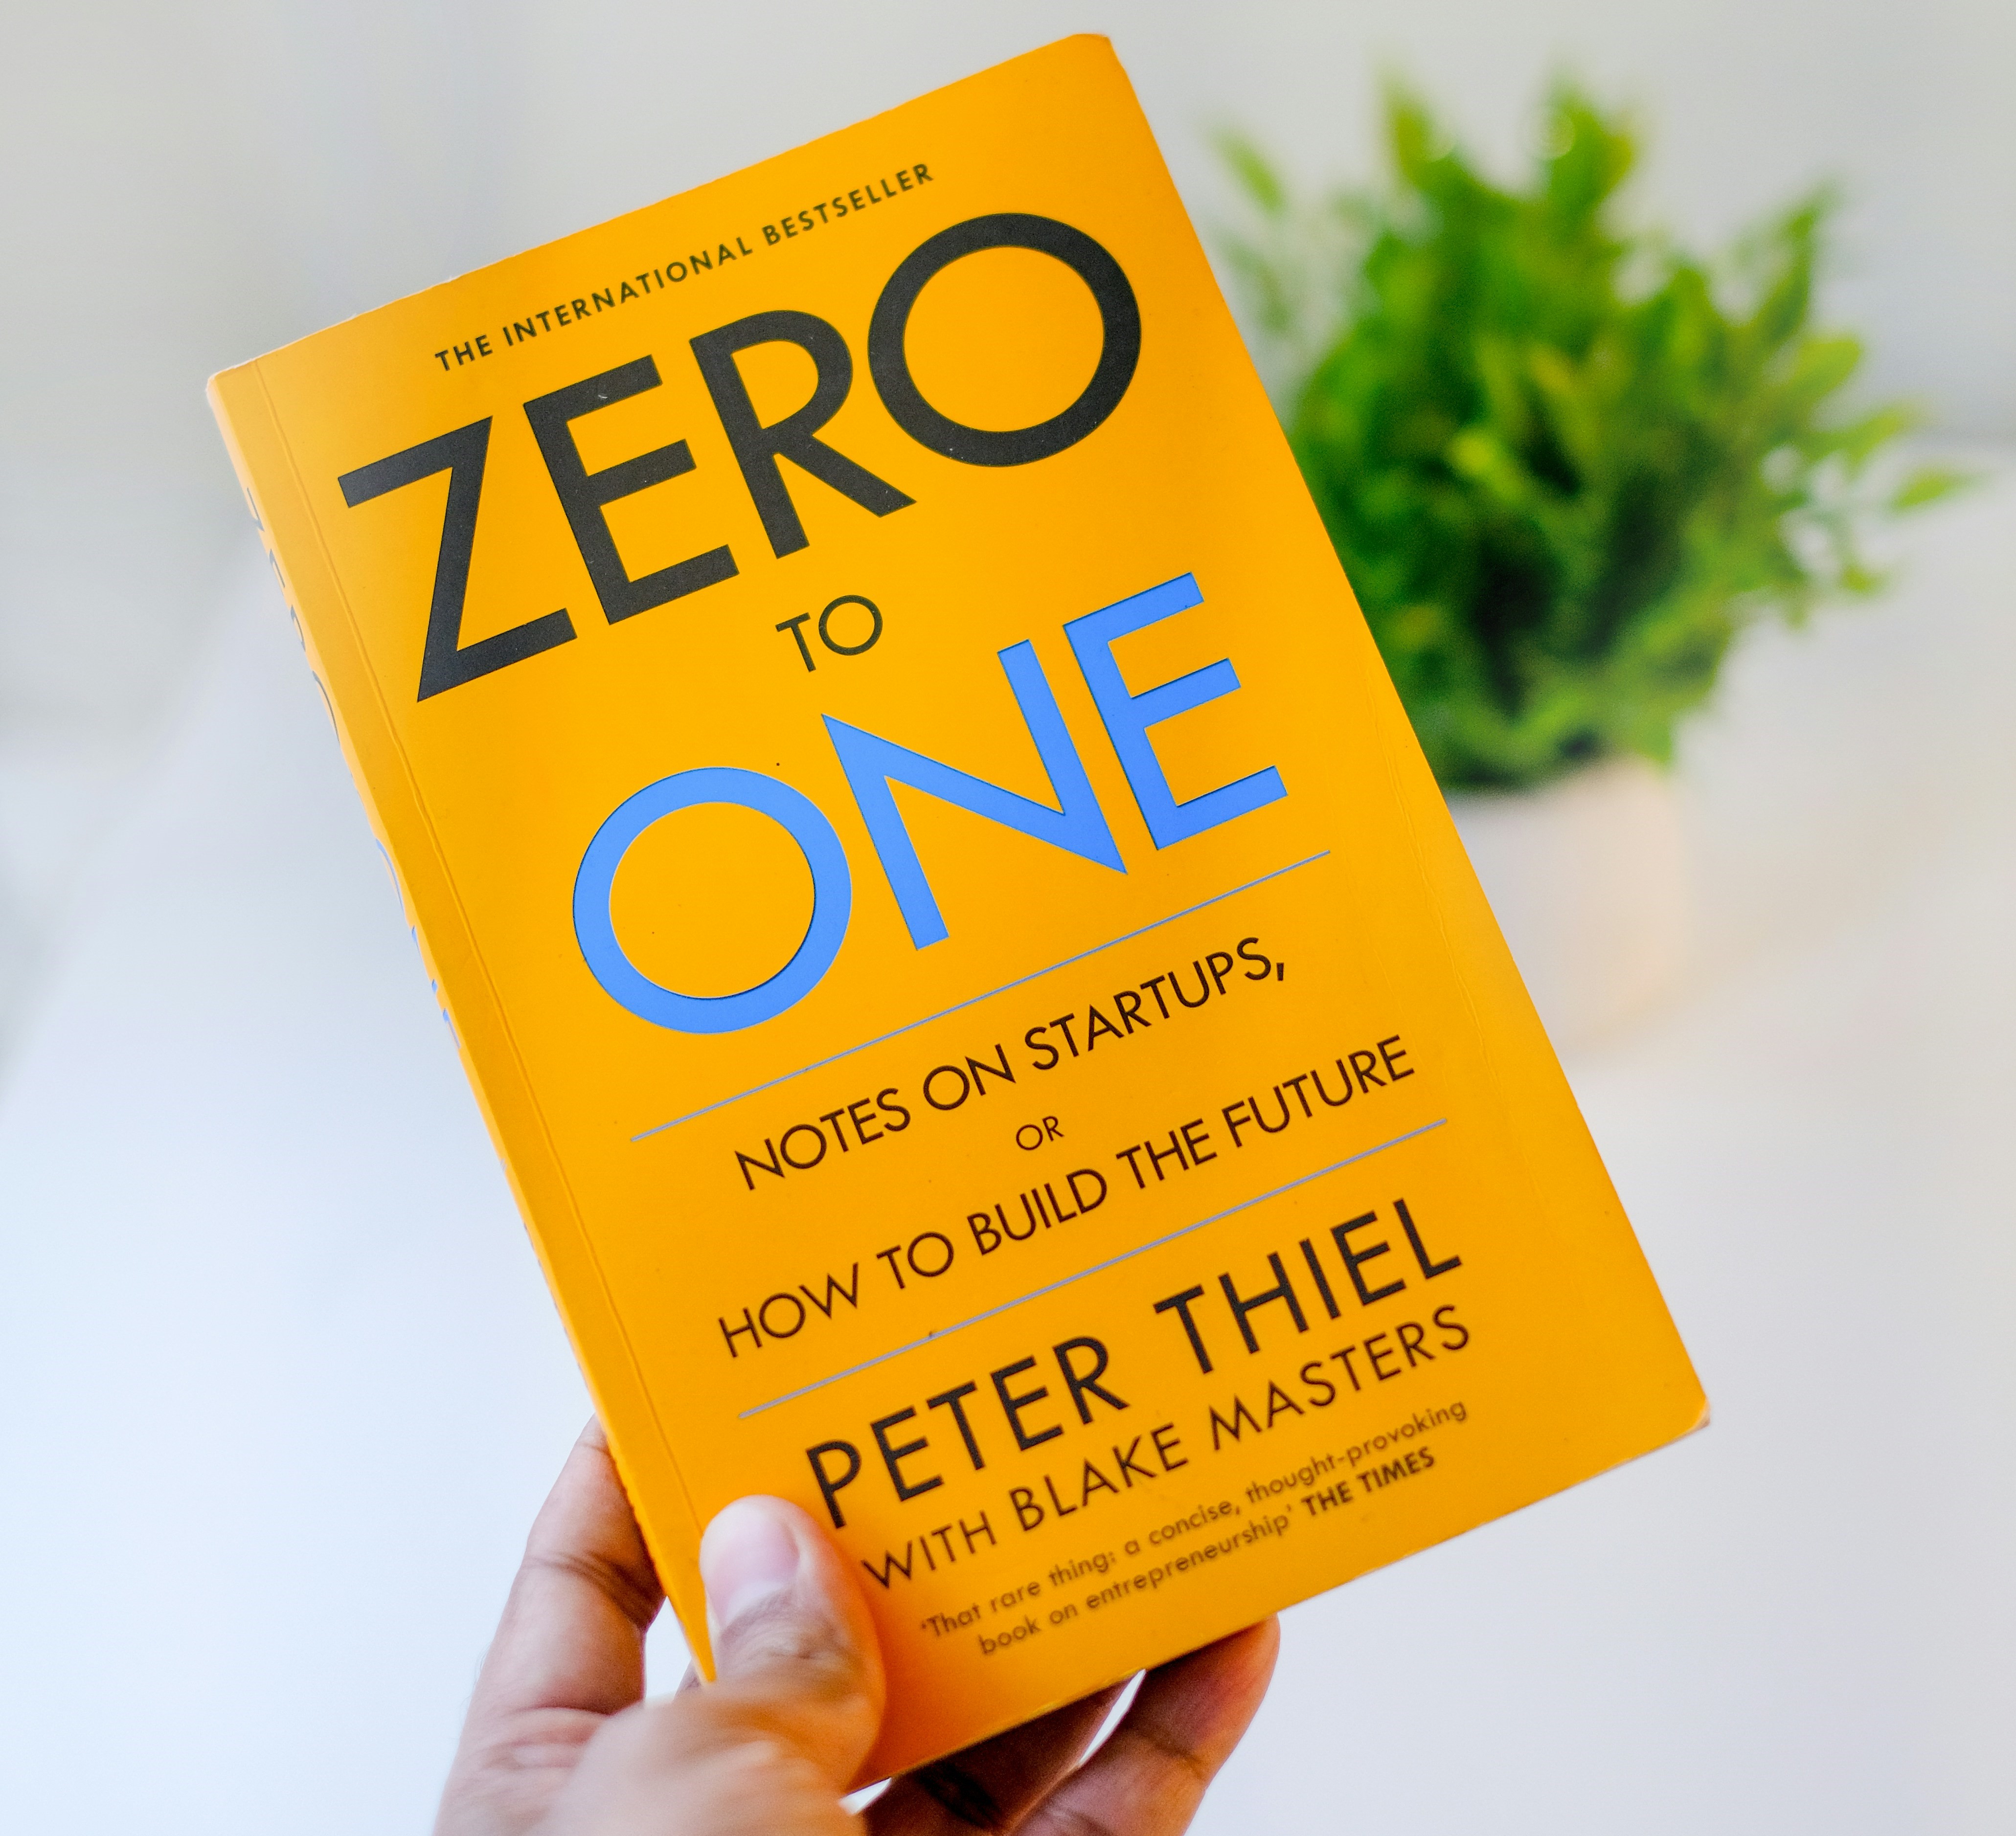 THE INTERNATIONAL BESTSELLER
ZERO
TO
ONE
NOTES ON STARTUPS,
OR
HOW TO BUILD THE FUTURE
PETER THIEL
WITH BLAKE MASTERS
‘That rare thing: a concise, thought-provoking
book on entrepreneurship’ THE TIMES